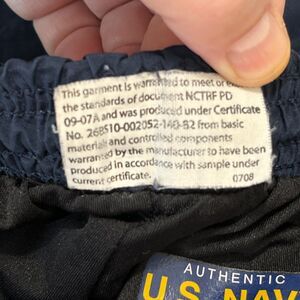 This garment is warranted to meet or
the standards of document NCTRF PD
09-07A and was produced under Certificate
No. 26BS10-002052-14B-B2 from basic
materials and controlled components
warranted by the manufacturer to have been
produced in accordance with sample under
current certificate.
0708
AUTHENTIC
U.S. NAV